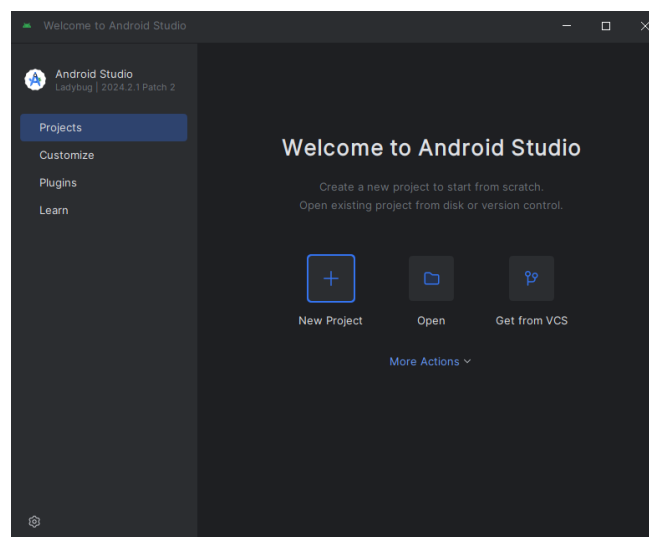 Welcome to Android Studio
Android Studio
Ladybug | 2024.2.1 Patch 2
Projects
Customize
Plugins
Learn
Welcome to Android Studio
Create a new project to start from scratch.
Open existing project from disk or version control.
New Project
Open
Get from VCS
More Actions